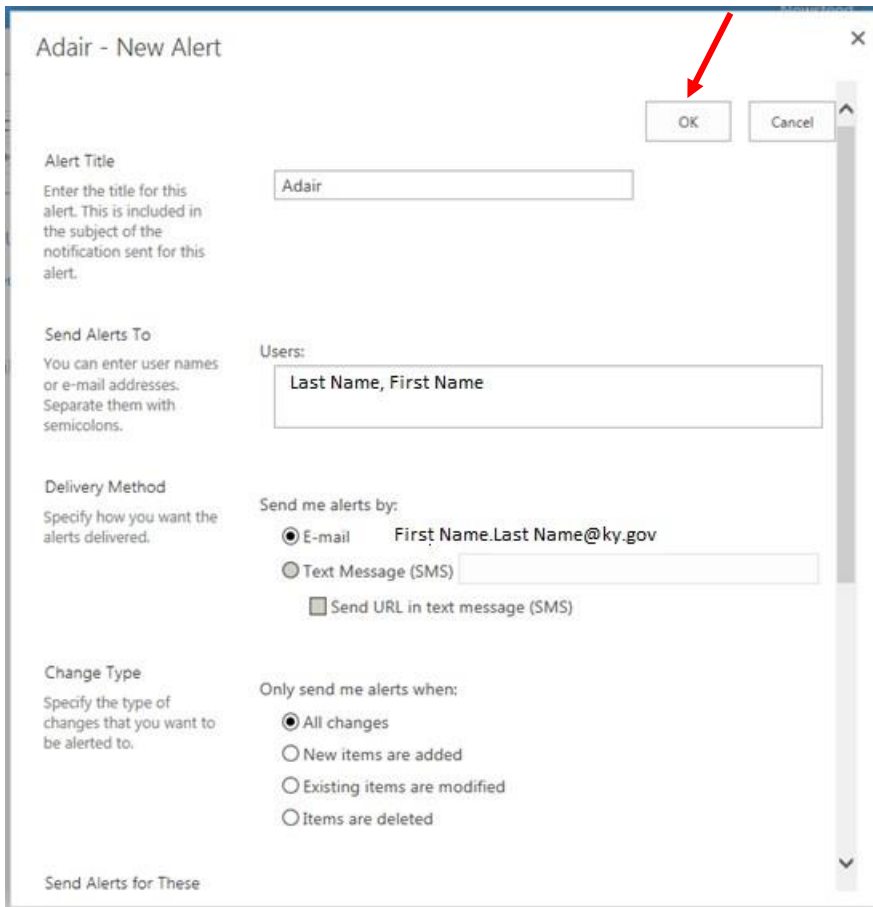 Newsfeed
Adair - New Alert
OK
Cancel
Alert Title
Enter the title for this
alert. This is included in
the subject of the
notification sent for this
alert.
Adair
Send Alerts To
You can enter user names
or e-mail addresses.
Separate them with
semicolons.
Users:
Last Name, First Name
Delivery Method
Specify how you want the
alerts delivered.
Send me alerts by:
E-mail First Name.Last Name@ky.gov
Text Message (SMS)
Send URL in text message (SMS)
Change Type
Specify the type of
changes that you want to
be alerted to.
Only send me alerts when:
All changes
New items are added
Existing items are modified
Items are deleted
Send Alerts for These